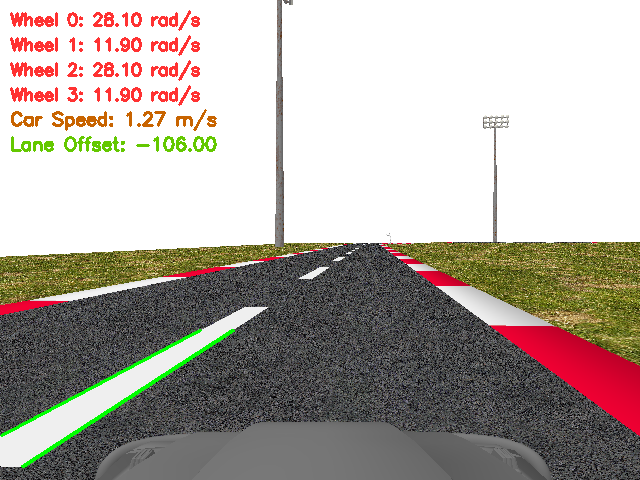 Wheel 0: 28.10 rad/s
Wheel 1: 11.90 rad/s
Wheel 2: 28.10 rad/s
Wheel 3: 11.90 rad/s
Car Speed: 1.27 m/s
Lane Offset: -106.00